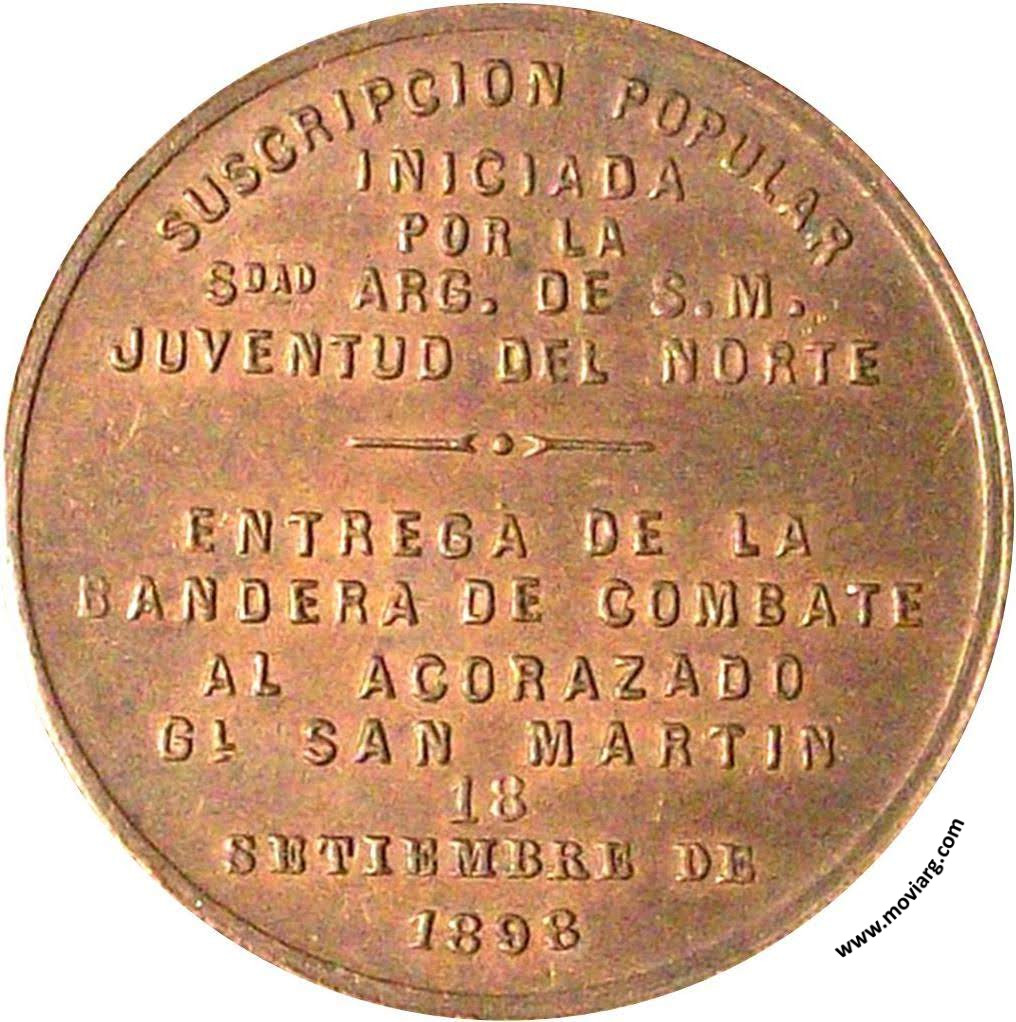 SUSCRIPCION POPULAR
INICIADA
POR LA
SDAD ARG. DE S.M.
JUVENTUD DEL NORTE
ENTREGA DE LA
BANDERA DE COMBATE
AL ACORAZADO
GL SAN MARTIN
18
SETIEMBRE DE
1898
www.moviarg.com